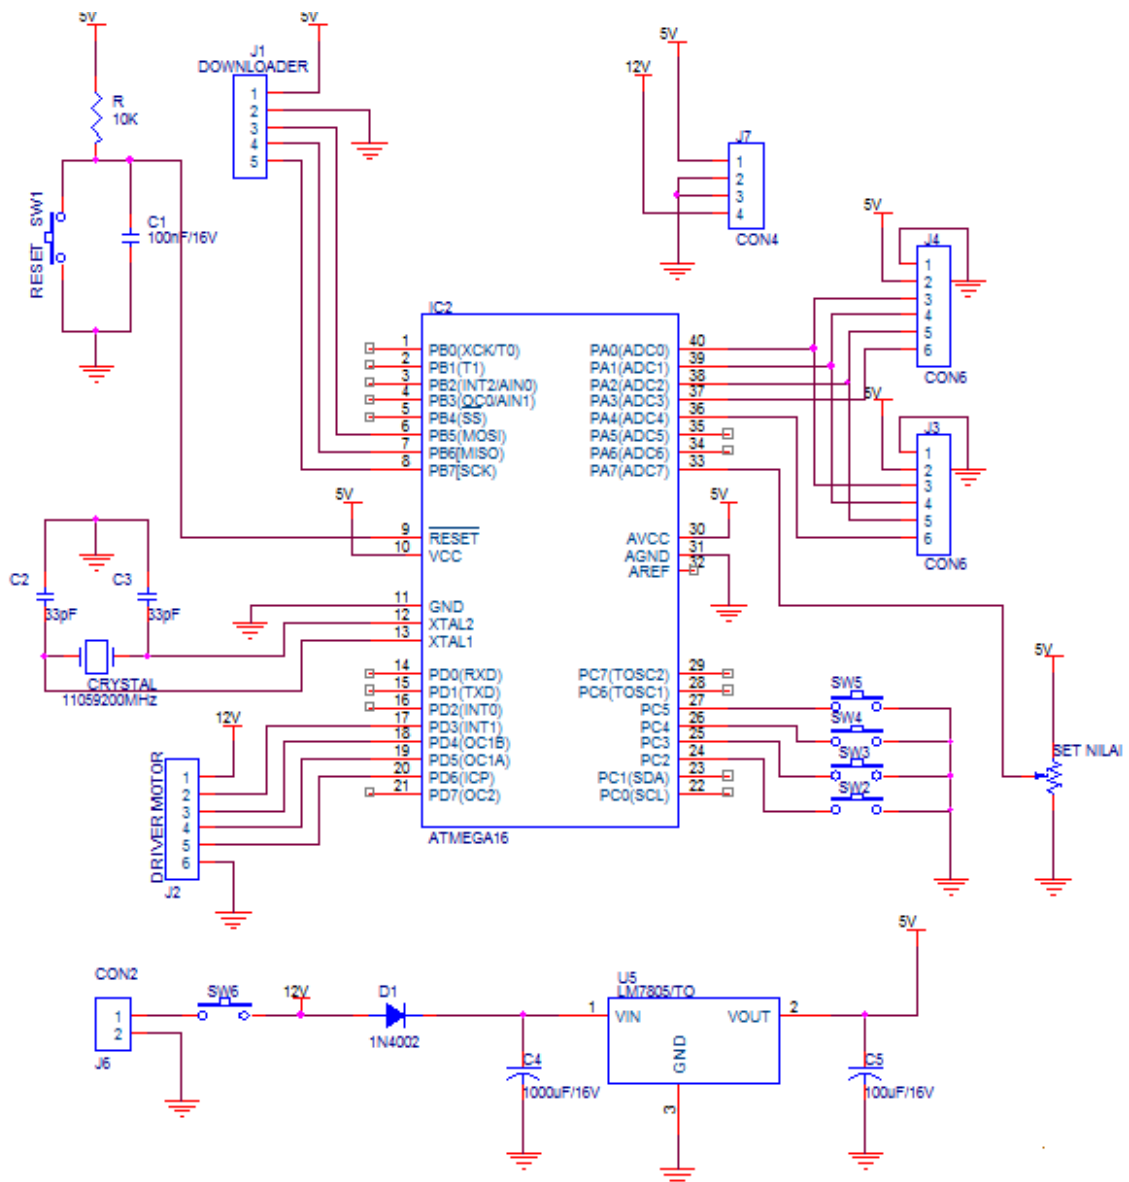 5V
5V
J1
DOWNLOADER
1
2
3
4
5
R
10K
RESET SW1
C1
100nF/16V
5V
12V
J7
1
2
3
4
CON4
5V
J4
1
2
3
4
5
6
CON6
5V
J3
1
2
3
4
5
6
CON6
IC2
1 PB0(XCK/T0)
2 PB1(T1)
3 PB2(INT2/AIN0)
4 PB3(OC0/AIN1)
5 PB4(SS)
6 PB5(MOSI)
7 PB6[MISO)
8 PB7[SCK)
9 RESET
10 VCC
11 GND
12 XTAL2
13 XTAL1
14 PD0(RXD)
15 PD1(TXD)
16 PD2(INT0)
17 PD3(INT1)
18 PD4(OC1B)
19 PD5(OC1A)
20 PD6(ICP)
21 PD7(OC2)
PA0(ADC0) 40
PA1(ADC1) 39
PA2(ADC2) 38
PA3(ADC3) 37
PA4(ADC4) 36
PA5(ADC5) 35
PA6(ADC6) 34
PA7(ADC7) 33
AVCC 30
AGND 31
AREF 32
PC7(TOSC2) 29
PC6(TOSC1) 28
PC5 27
PC4 26
PC3 25
PC2 24
PC1(SDA) 23
PC0(SCL) 22
ATMEGA16
5V
5V
C2
33pF
C3
33pF
CRYSTAL
11059200MHz
12V
DRIVER MOTOR
1
2
3
4
5
6
J2
SW5
SW4
SW3
SW2
5V
SET NILAI
CON2
1
2
J6
SW6
12V
D1
1N4002
C4
1000uF/16V
U5
LM7805/TO
1 VIN
VOUT 2
GND
3
5V
C5
100uF/16V